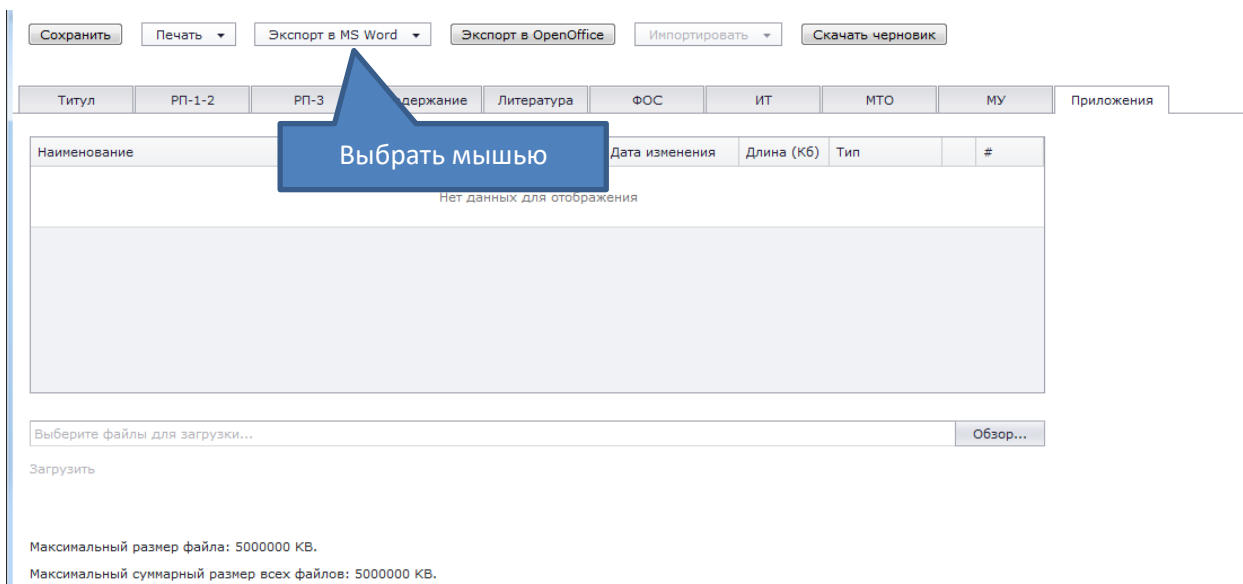 Сохранить Печать Экспорт в MS Word Экспорт в OpenOffice Импортировать Скачать черновик
Титул РП-1-2 РП-3 держание Литература ФОС ИТ МТО МУ Приложения
Выбрать мышью
Наименование Дата изменения Длина (Кб) Тип #
Нет данных для отображения
Выберите файлы для загрузки... Обзор...
Загрузить
Максимальный размер файла: 5000000 KB.
Максимальный суммарный размер всех файлов: 5000000 KB.